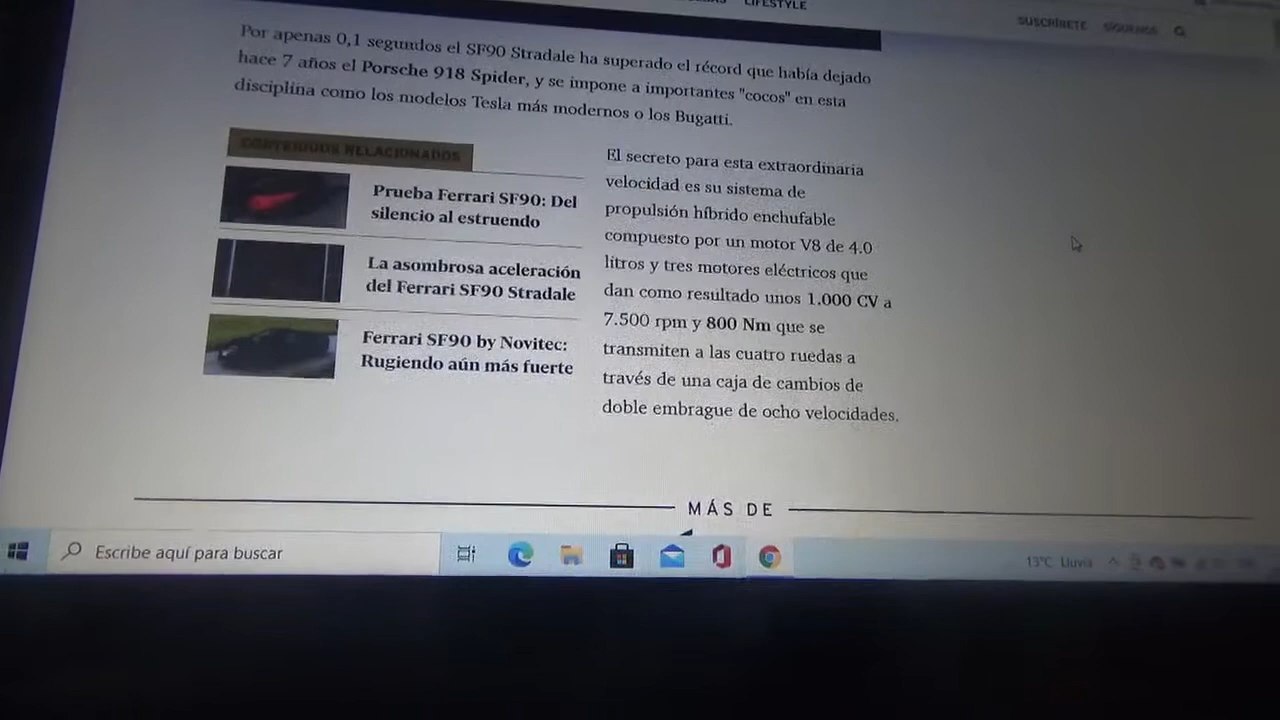 LIFESTYLE
SUSCRÍBETE SÍGUENOS
Por apenas 0,1 segundos el SF90 Stradale ha superado el récord que había dejado
hace 7 años el Porsche 918 Spider, y se impone a importantes "cocos" en esta
disciplina como los modelos Tesla más modernos o los Bugatti.
CONTENIDOS RELACIONADOS
Prueba Ferrari SF90: Del
silencio al estruendo
La asombrosa aceleración
del Ferrari SF90 Stradale
Ferrari SF90 by Novitec:
Rugiendo aún más fuerte
El secreto para esta extraordinaria
velocidad es su sistema de
propulsión híbrido enchufable
compuesto por un motor V8 de 4.0
litros y tres motores eléctricos que
dan como resultado unos 1.000 CV a
7.500 rpm y 800 Nm que se
transmiten a las cuatro ruedas a
través de una caja de cambios de
doble embrague de ocho velocidades.
MÁS DE
Escribe aquí para buscar
13°C Lluvia